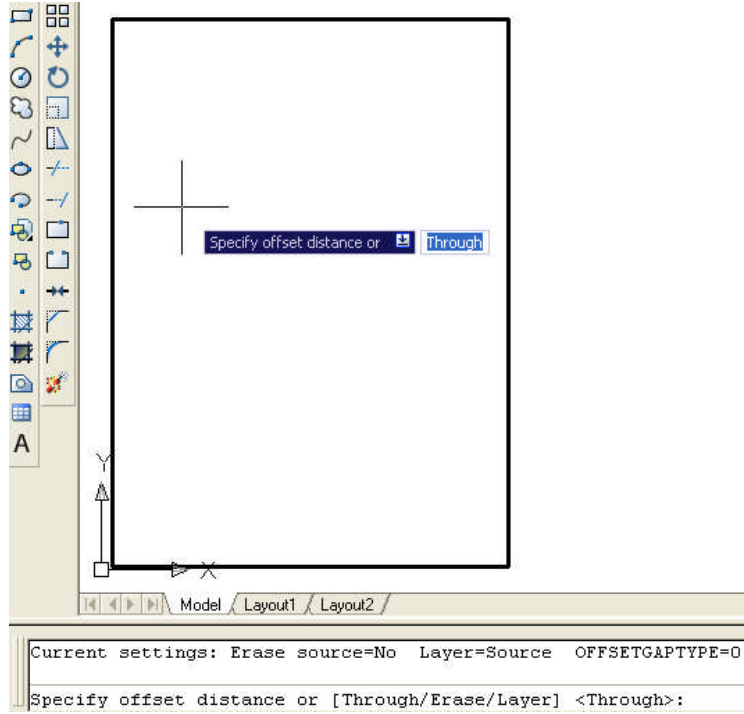 Specify offset distance or Through
A
Y
X
Model Layout1 Layout2
Current settings: Erase source=No Layer=Source OFFSETGAPTYPE=0
Specify offset distance or [Through/Erase/Layer] <Through>: